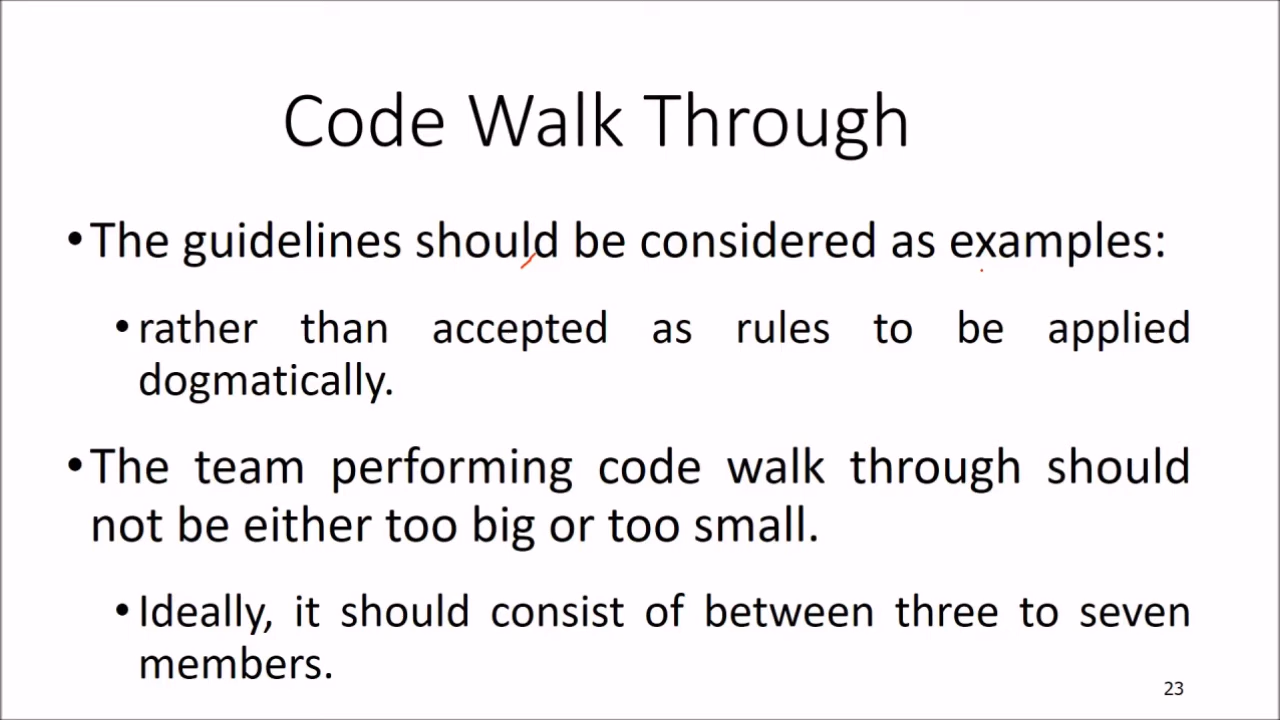 Code Walk Through
•The guidelines should be considered as examples:
•rather than accepted as rules to be applied
dogmatically.
•The team performing code walk through should
not be either too big or too small.
•Ideally, it should consist of between three to seven
members.
23